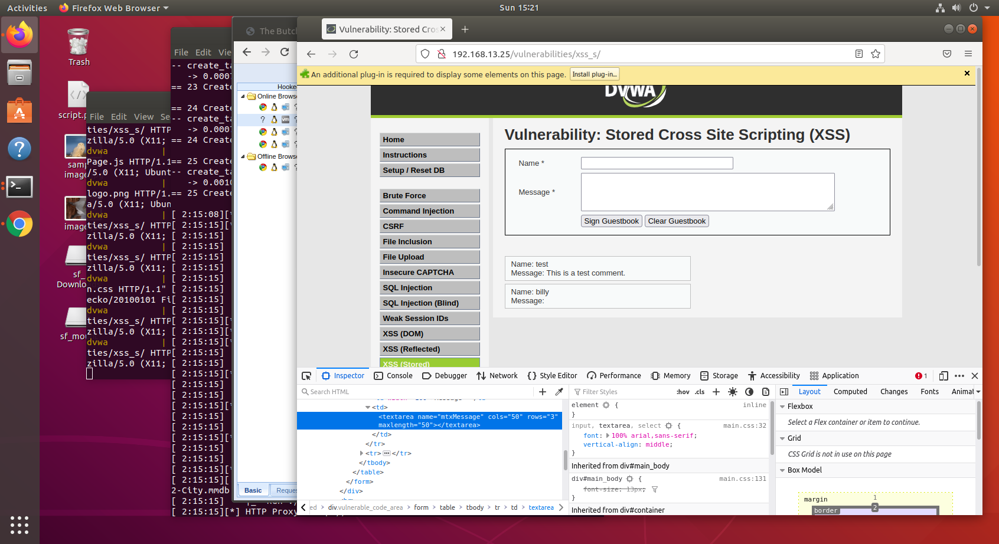 Activities
Firefox Web Browser
Sun 15:21
Trash
script.
samp
image
image
sf_
Downlo
sf_mo
File Edit View Se
ties/xss_s/ HTTP
zilla/5.0 (X11;
dvwa |
Page.js HTTP/1.1
/5.0 (X11; Ubunt
dvwa |
logo.png HTTP/1.
a/5.0 (X11; Ubun
dvwa |
ties/xss_s/ HTTP
zilla/5.0 (X11;
dvwa |
ties/xss_s/ HTTP
zilla/5.0 (X11;
dvwa |
n.css HTTP/1.1"
ecko/20100101 Fi
dvwa |
ties/xss_s/ HTTP
zilla/5.0 (X11;
dvwa |
ties/xss_s/ HTTP
zilla/5.0 (X11;
File Edit Vie
-- create_ta
-> 0.0007
== 23 Create
== 24 Create
-- create_ta
-> 0.0007
== 24 Create
== 25 Create
-- create_ta
-> 0.0010
== 25 Create
[ 2:15:08][*
[ 2:15:15][*
[ 2:15:15]
[ 2:15:15]
[ 2:15:15]
[ 2:15:15]
[ 2:15:15]
[ 2:15:15]
[ 2:15:15]
[ 2:15:15]
[ 2:15:15][*
[ 2:15:15][*
[ 2:15:15][*
[ 2:15:15]
[ 2:15:15]
[ 2:15:15][*
[ 2:15:15]
[ 2:15:15]
[ 2:15:15][*
[ 2:15:15]
[ 2:15:15]
[ 2:15:15][*
[ 2:15:15]
[ 2:15:15]
[ 2:15:15][*
[ 2:15:15][
2-City.mmdb
[ 2:15:15]
[ 2:15:15][*] HTTP Proxy
The Butch
Hooke
Online Brows
Offline Brows
Basic
Reque
Vulnerability: Stored Cros
192.168.13.25/vulnerabilities/xss_s/
An additional plug-in is required to display some elements on this page.
Install plug-in...
DVWA
Home
Instructions
Setup / Reset DB
Brute Force
Command Injection
CSRF
File Inclusion
File Upload
Insecure CAPTCHA
SQL Injection
SQL Injection (Blind)
Weak Session IDs
XSS (DOM)
XSS (Reflected)
XSS (Stored)
Vulnerability: Stored Cross Site Scripting (XSS)
Name *
Message *
Sign Guestbook
Clear Guestbook
Name: test
Message: This is a test comment.
Name: billy
Message:
Inspector Console Debugger Network Style Editor Performance Memory Storage Accessibility Application 1
Search HTML
<td>
<textarea name="mtxMessage" cols="50" rows="3"
maxlength="50"></textarea>
</td>
</tr>
<tr>
</tr>
</tbody>
</table>
</form>
</div>
ed > div.vulnerable_code_area > form > table > tbody > tr > td > textarea
Filter Styles
:hov .cls
element { inline
}
input, textarea, select { main.css:32
font: 100% arial,sans-serif;
vertical-align: middle;
}
Inherited from div#main_body
div#main_body { main.css:131
font-size: 13px;
}
Inherited from div#container
Layout Computed Changes Fonts Animat
Flexbox
Select a Flex container or item to continue.
Grid
CSS Grid is not in use on this page
Box Model
margin 1
border 2